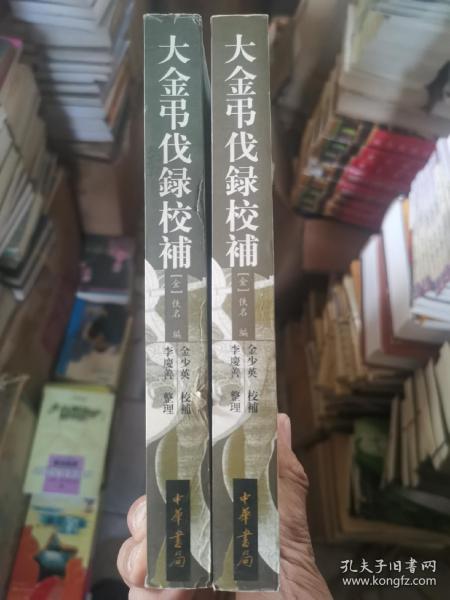 大金弔伐録校補
［金］佚名 編
金少英 校補
李慶善 整理
中華書局
大金弔伐録校補
［金］佚名 編
金少英 校補
李慶善 整理
中華書局
孔夫子旧书网
www.kongfz.com